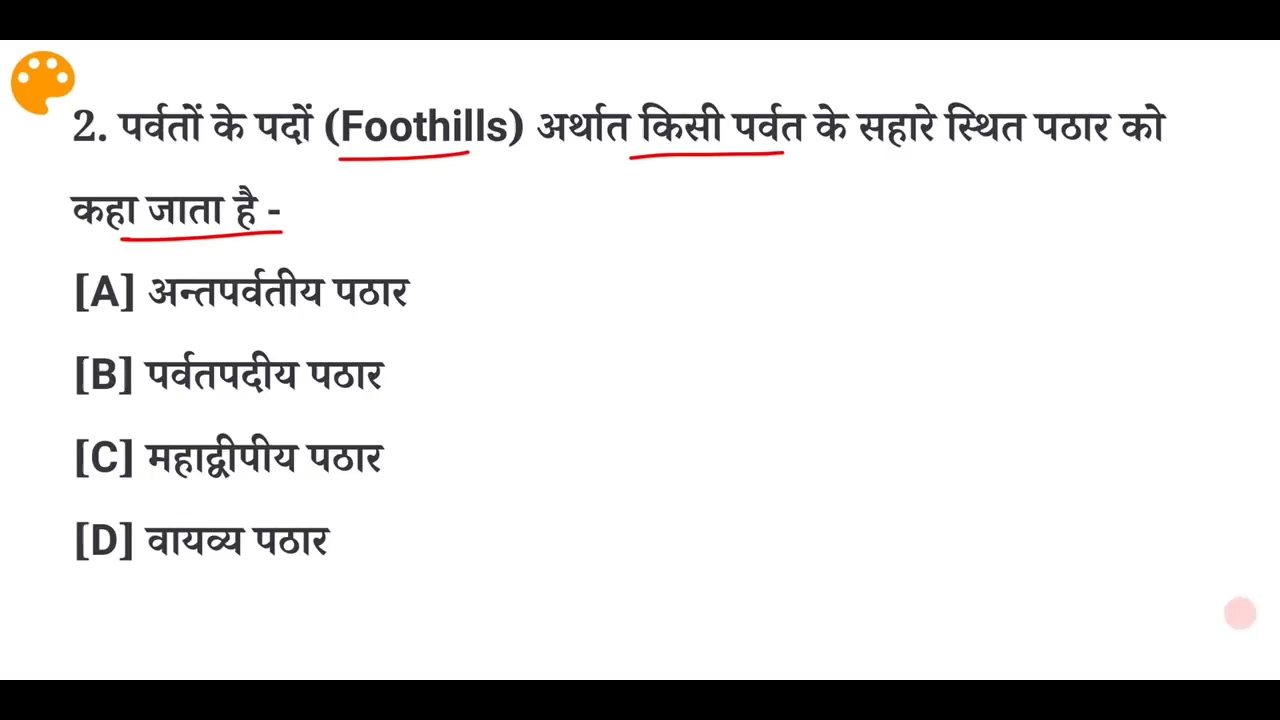 2. पर्वतों के पदों (Foothills) अर्थात किसी पर्वत के सहारे स्थित पठार को
कहा जाता है -
[A] अन्तपर्वतीय पठार
[B] पर्वतपदीय पठार
[C] महाद्वीपीय पठार
[D] वायव्य पठार